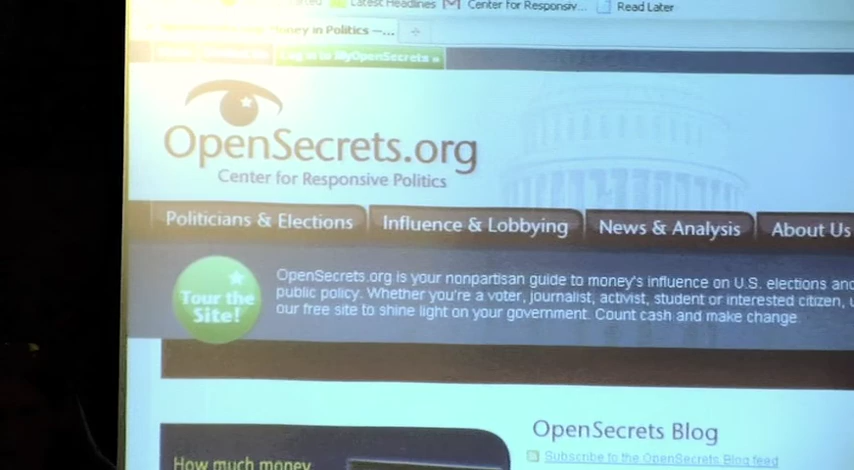 Latest Headlines Center for Responsiv... Read Later
Money in Politics —...
Log in to MyOpenSecrets »
OpenSecrets.org
Center for Responsive Politics
Politicians & Elections Influence & Lobbying News & Analysis About Us
Tour the
Site!
OpenSecrets.org is your nonpartisan guide to money's influence on U.S. elections and
public policy. Whether you're a voter, journalist, activist, student or interested citizen, u
our free site to shine light on your government. Count cash and make change.
OpenSecrets Blog
Subscribe to the OpenSecrets Blog feed
How much money